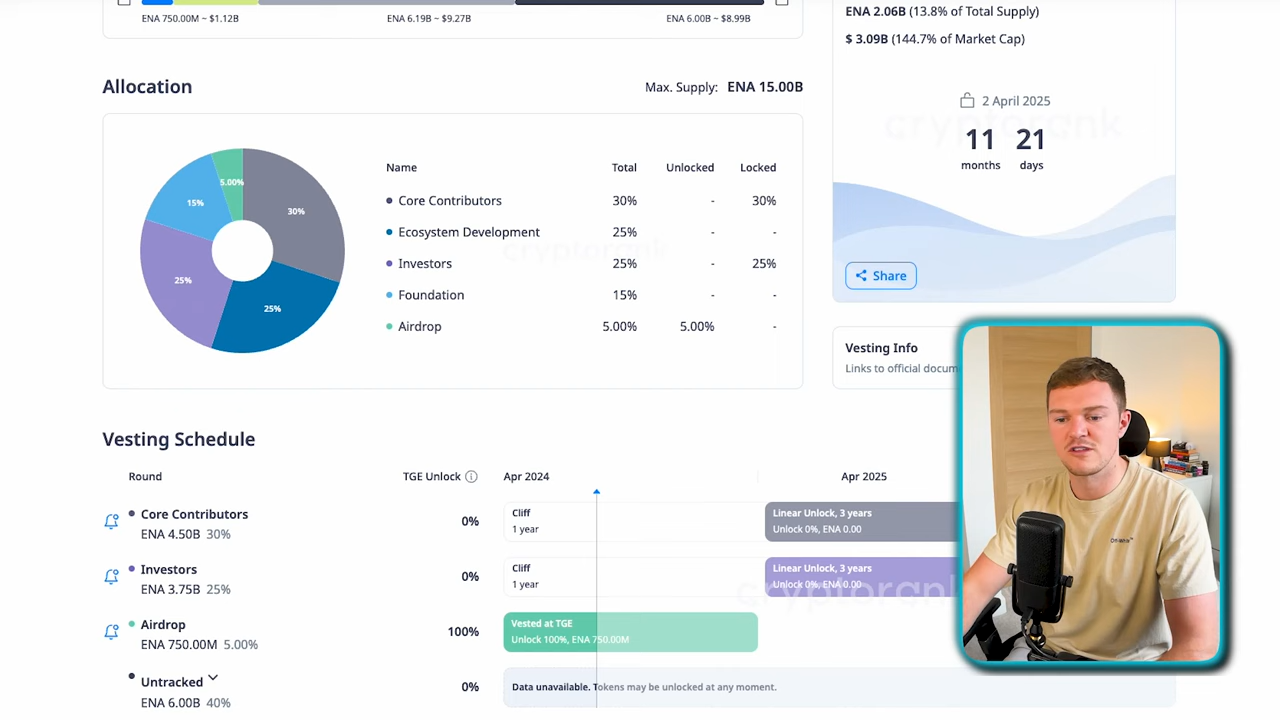 ENA 750.00M ~ $1.12B
ENA 6.19B ~ $9.27B
ENA 6.00B ~ $8.99B
ENA 2.06B (13.8% of Total Supply)
$ 3.09B (144.7% of Market Cap)
2 April 2025
11 21
months days
Share
Allocation
Max. Supply: ENA 15.00B
5.00%
30%
15%
25%
25%
Name Total Unlocked Locked
Core Contributors 30% - 30%
Ecosystem Development 25% - -
Investors 25% - 25%
Foundation 15% - -
Airdrop 5.00% 5.00% -
cryptorank
cryptorank
Vesting Info
Links to official docum
Vesting Schedule
Round TGE Unlock Apr 2024 Apr 2025
Core Contributors
ENA 4.50B 30%
0%
Cliff
1 year
Linear Unlock, 3 years
Unlock 0%, ENA 0.00
Investors
ENA 3.75B 25%
0%
Cliff
1 year
Linear Unlock, 3 years
Unlock 0%, ENA 0.00
cryptorank
Airdrop
ENA 750.00M 5.00%
100%
Vested at TGE
Unlock 100%, ENA 750.00M
Untracked
ENA 6.00B 40%
0%
Data unavailable. Tokens may be unlocked at any moment.